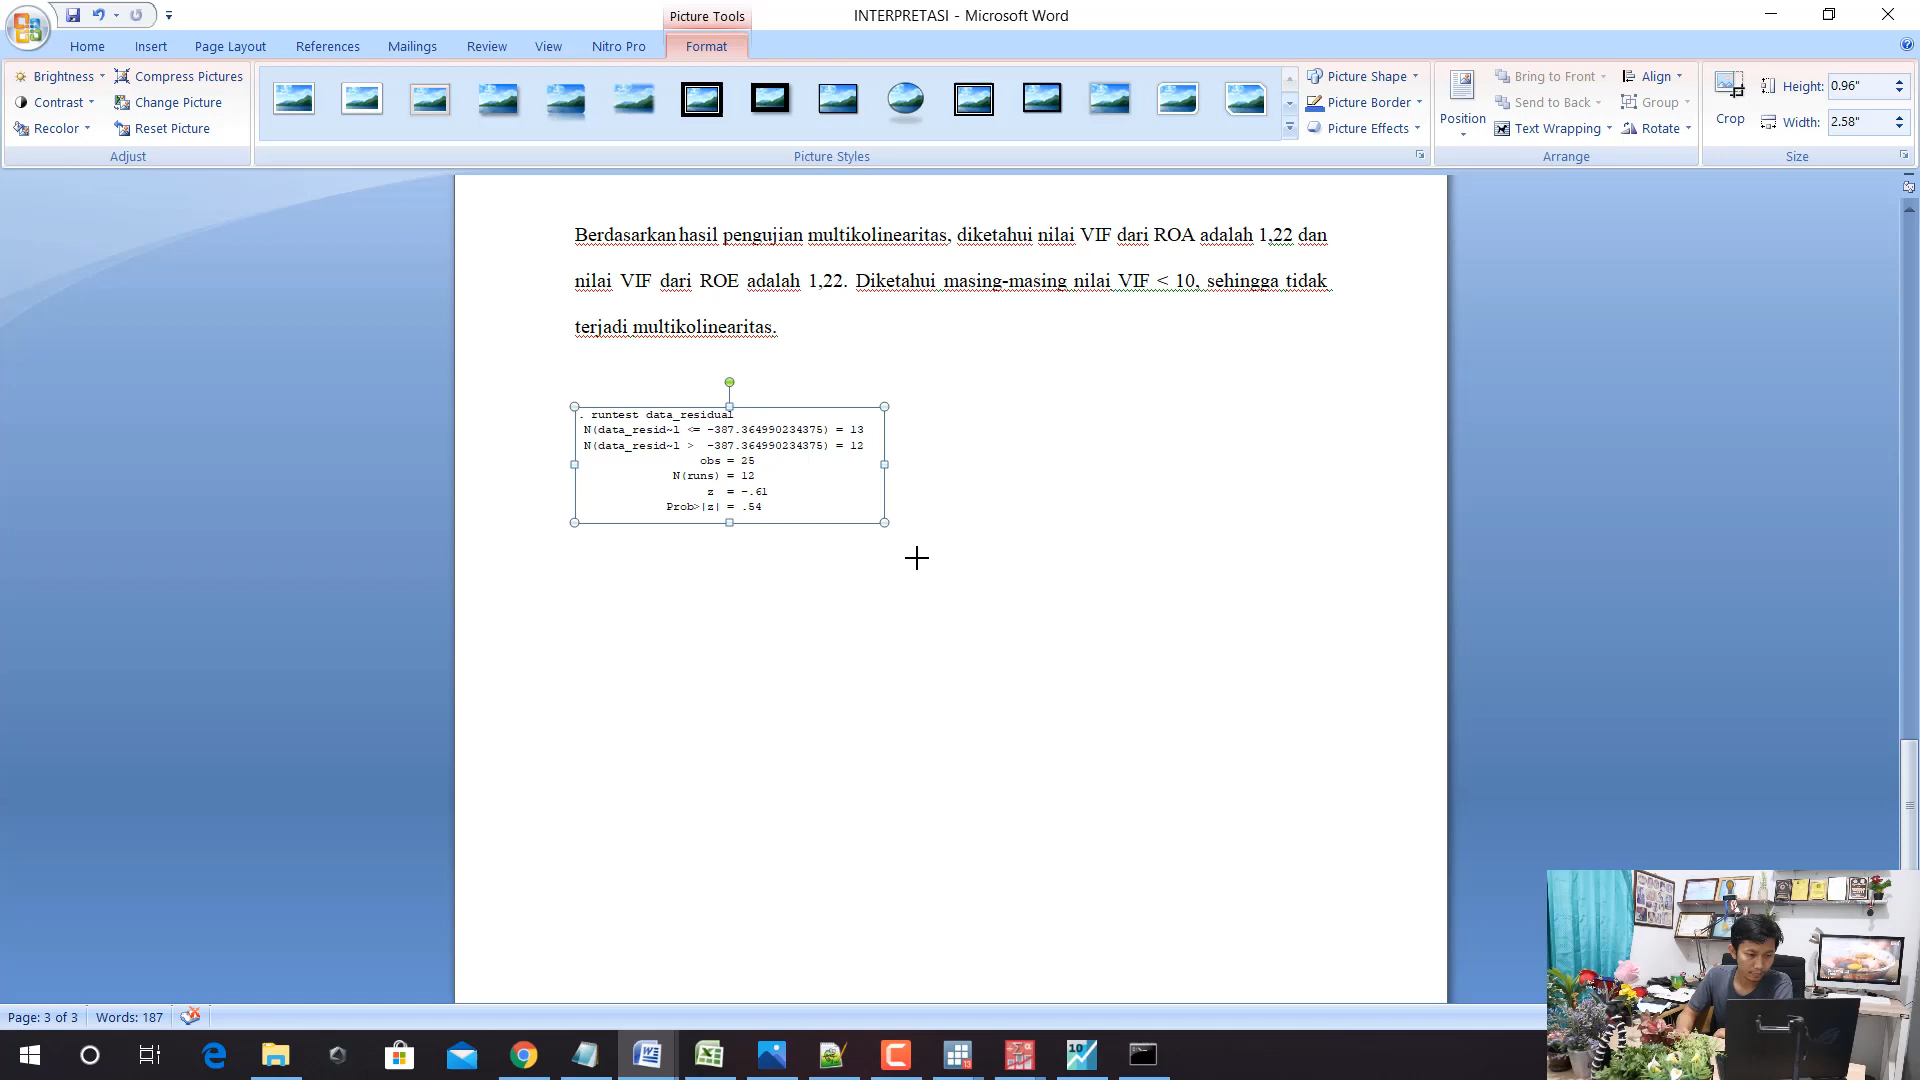 Picture Tools
INTERPRETASI - Microsoft Word
Home Insert Page Layout References Mailings Review View Nitro Pro Format
Brightness Compress Pictures
Contrast Change Picture
Recolor Reset Picture
Adjust
Picture Styles
Picture Shape
Picture Border
Picture Effects
Position
Bring to Front Align
Send to Back Group
Text Wrapping Rotate
Arrange
Crop
Height: 0.96"
Width: 2.58"
Size
Berdasarkan hasil pengujian multikolinearitas, diketahui nilai VIF dari ROA adalah 1,22 dan
nilai VIF dari ROE adalah 1,22. Diketahui masing-masing nilai VIF < 10, sehingga tidak
terjadi multikolinearitas.
. runtest data_residual
N(data_resid~l <= -387.364990234375) = 13
N(data_resid~l > -387.364990234375) = 12
obs = 25
N(runs) = 12
z = -.61
Prob>|z| = .54
Page: 3 of 3 Words: 187